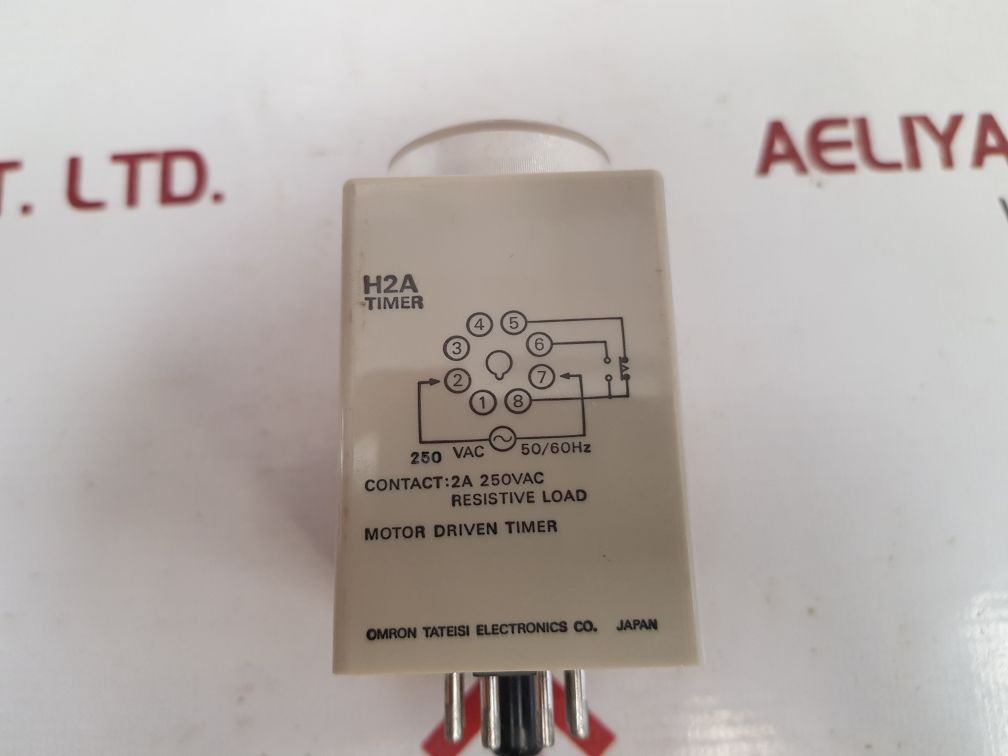 T. LTD.
AELIYA
H2A
TIMER
4 5
3 6
2 7
1 8
250 VAC ~ 50/60Hz
CONTACT:2A 250VAC
RESISTIVE LOAD
MOTOR DRIVEN TIMER
OMRON TATEISI ELECTRONICS CO. JAPAN